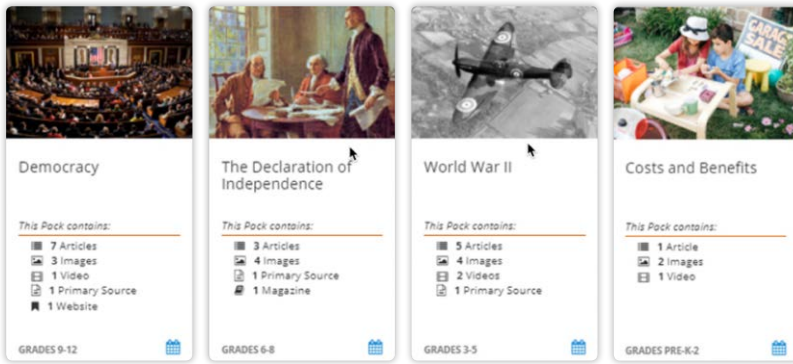 GARAGE
SALE
Democracy
This Pack contains:
7 Articles
3 Images
1 Video
1 Primary Source
1 Website
GRADES 9-12
The Declaration of
Independence
This Pack contains:
3 Articles
4 Images
1 Primary Source
1 Magazine
GRADES 6-8
World War II
This Pack contains:
5 Articles
4 Images
2 Videos
1 Primary Source
GRADES 3-5
Costs and Benefits
This Pack contains:
1 Article
2 Images
1 Video
GRADES PRE-K-2